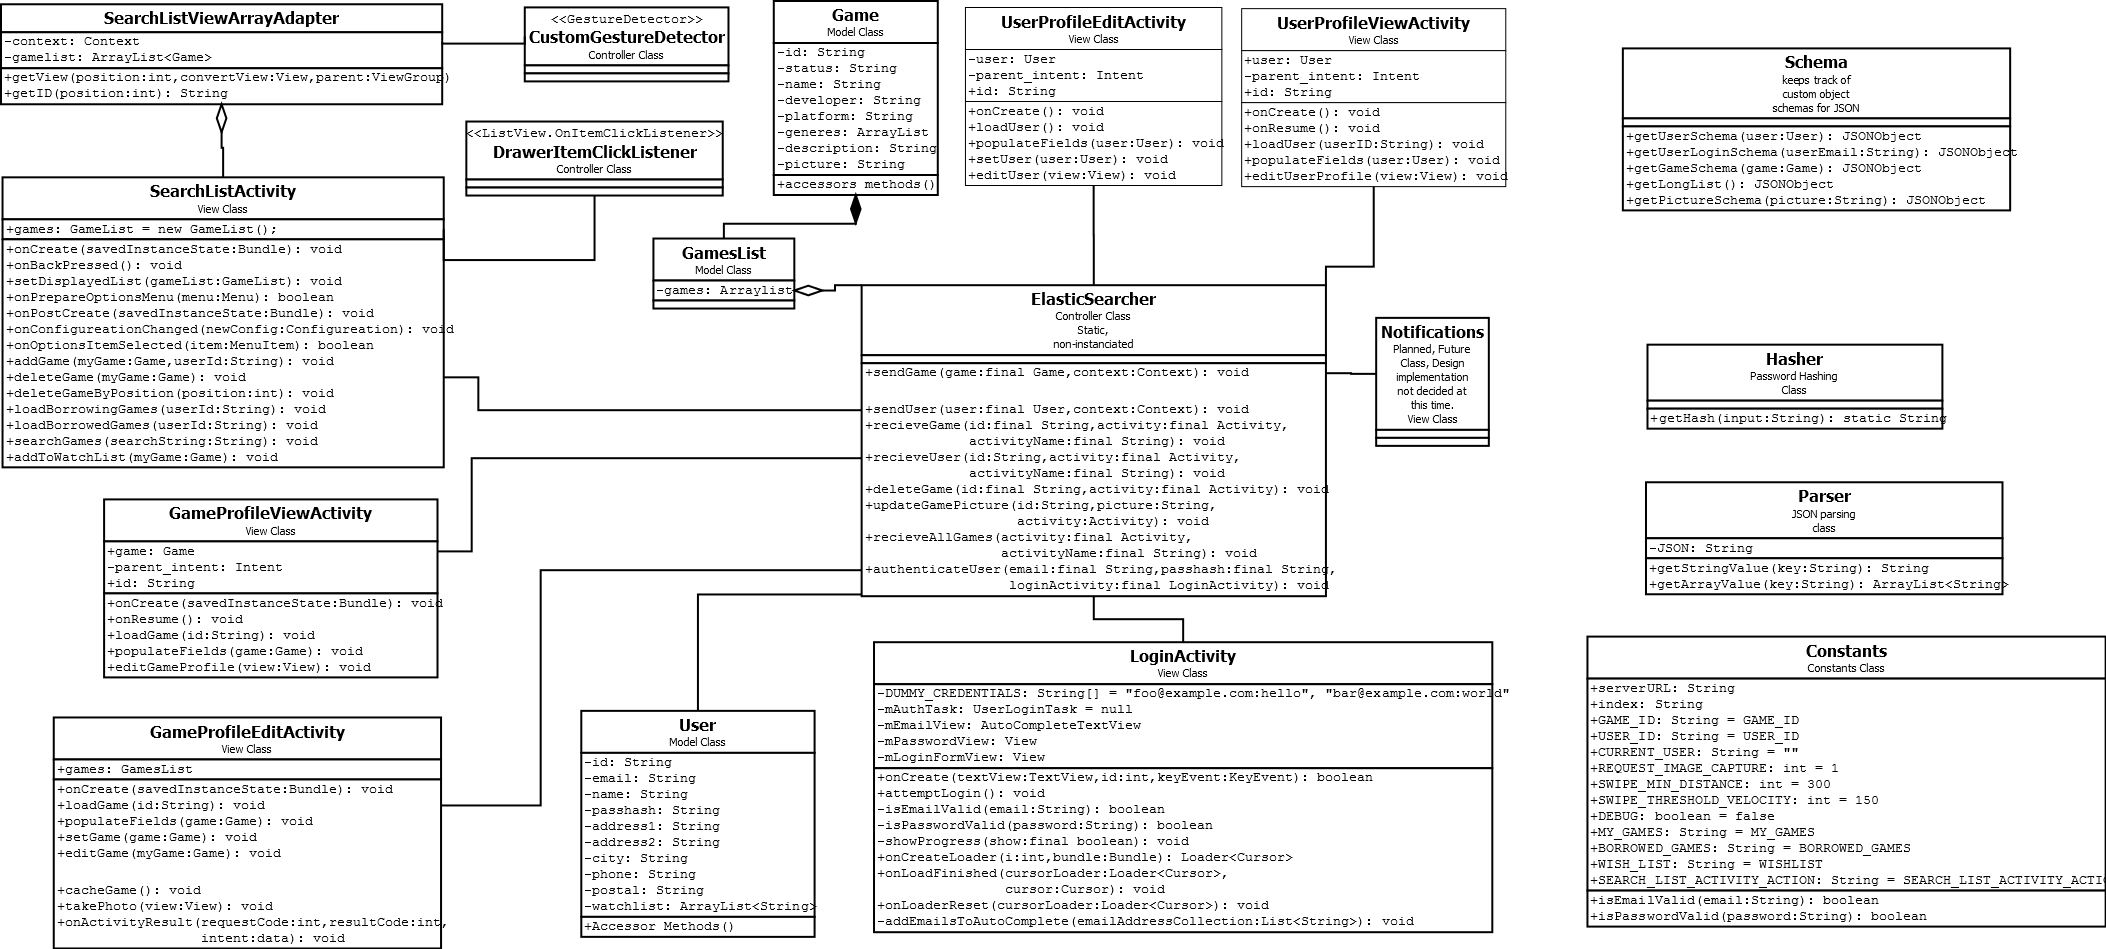 SearchListViewArrayAdapter
-context: Context
-gamelist: ArrayList<Game>
+getView(position:int,convertView:View,parent:ViewGroup)
+getID(position:int): String
<<GestureDetector>>
CustomGestureDetector
Controller Class
<<ListView.OnItemClickListener>>
DrawerItemClickListener
Controller Class
Game
Model Class
-id: String
-status: String
-name: String
-developer: String
-platform: String
-generes: ArrayList
-description: String
-picture: String
+accessors methods()
UserProfileEditActivity
View Class
-user: User
-parent_intent: Intent
+id: String
+onCreate(): void
+loadUser(): void
+populateFields(user:User): void
+setUser(user:User): void
+editUser(view:View): void
UserProfileViewActivity
View Class
+user: User
-parent_intent: Intent
+id: String
+onCreate(): void
+onResume(): void
+loadUser(userID:String): void
+populateFields(user:User): void
+editUserProfile(view:View): void
Schema
keeps track of
custom object
schemas for JSON
+getUserSchema(user:User): JSONObject
+getUserLoginSchema(userEmail:String): JSONObject
+getGameSchema(game:Game): JSONObject
+getLongList(): JSONObject
+getPictureSchema(picture:String): JSONObject
SearchListActivity
View Class
+games: GameList = new GameList();
+onCreate(savedInstanceState:Bundle): void
+onBackPressed(): void
+setDisplayedList(gameList:GameList): void
+onPrepareOptionsMenu(menu:Menu): boolean
+onPostCreate(savedInstanceState:Bundle): void
+onConfigureationChanged(newConfig:Configureation): void
+onOptionsItemSelected(item:MenuItem): boolean
+addGame(myGame:Game,userId:String): void
+deleteGame(myGame:Game): void
+deleteGameByPosition(position:int): void
+loadBorrowingGames(userId:String): void
+loadBorrowedGames(userId:String): void
+searchGames(searchString:String): void
+addToWatchList(myGame:Game): void
GamesList
Model Class
-games: Arraylist
ElasticSearcher
Controller Class
Static,
non-instanciated
+sendGame(game:final Game,context:Context): void
+sendUser(user:final User,context:Context): void
+recieveGame(id:final String,activity:final Activity,
activityName:final String): void
+recieveUser(id:String,activity:final Activity,
activityName:final String): void
+deleteGame(id:final String,activity:final Activity): void
+updateGamePicture(id:String,picture:String,
activity:Activity): void
+recieveAllGames(activity:final Activity,
activityName:final String): void
+authenticateUser(email:final String,passhash:final String,
loginActivity:final LoginActivity): void
Notifications
Planned, Future
Class, Design
implementation
not decided at
this time.
View Class
Hasher
Password Hashing
Class
+getHash(input:String): static String
Parser
JSON parsing
class
-JSON: String
+getStringValue(key:String): String
+getArrayValue(key:String): ArrayList<String>
GameProfileViewActivity
View Class
+game: Game
-parent_intent: Intent
+id: String
+onCreate(savedInstanceState:Bundle): void
+onResume(): void
+loadGame(id:String): void
+populateFields(game:Game): void
+editGameProfile(view:View): void
GameProfileEditActivity
View Class
+games: GamesList
+onCreate(savedInstanceState:Bundle): void
+loadGame(id:String): void
+populateFields(game:Game): void
+setGame(game:Game): void
+editGame(myGame:Game): void
+cacheGame(): void
+takePhoto(view:View): void
+onActivityResult(requestCode:int,resultCode:int,
intent:data): void
User
Model Class
-id: String
-email: String
-name: String
-passhash: String
-address1: String
-address2: String
-city: String
-phone: String
-postal: String
-watchlist: ArrayList<String>
+Accessor Methods()
LoginActivity
View Class
-DUMMY_CREDENTIALS: String[] = "foo@example.com:hello", "bar@example.com:world"
-mAuthTask: UserLoginTask = null
-mEmailView: AutoCompleteTextView
-mPasswordView: View
-mLoginFormView: View
+onCreate(textView:TextView,id:int,keyEvent:KeyEvent): boolean
+attemptLogin(): void
-isEmailValid(email:String): boolean
-isPasswordValid(password:String): boolean
-showProgress(show:final boolean): void
+onCreateLoader(i:int,bundle:Bundle): Loader<Cursor>
+onLoadFinished(cursorLoader:Loader<Cursor>,
cursor:Cursor): void
+onLoaderReset(cursorLoader:Loader<Cursor>): void
-addEmailsToAutoComplete(emailAddressCollection:List<String>): void
Constants
Constants Class
+serverURL: String
+index: String
+GAME_ID: String = GAME_ID
+USER_ID: String = USER_ID
+CURRENT_USER: String = ""
+REQUEST_IMAGE_CAPTURE: int = 1
+SWIPE_MIN_DISTANCE: int = 300
+SWIPE_THRESHOLD_VELOCITY: int = 150
+DEBUG: boolean = false
+MY_GAMES: String = MY_GAMES
+BORROWED_GAMES: String = BORROWED_GAMES
+WISH_LIST: String = WISHLIST
+SEARCH_LIST_ACTIVITY_ACTION: String = SEARCH_LIST_ACTIVITY_ACTI
+isEmailValid(email:String): boolean
+isPasswordValid(password:String): boolean